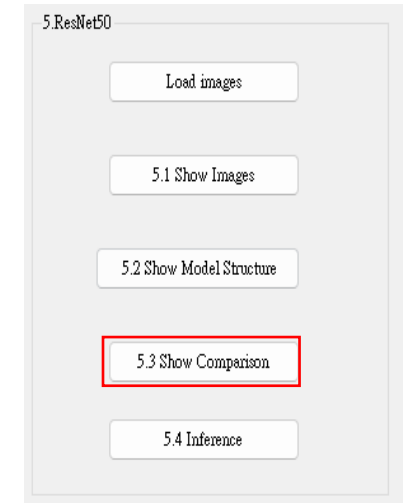 5.ResNet50
Load images
5.1 Show Images
5.2 Show Model Structure
5.3 Show Comparison
5.4 Inference